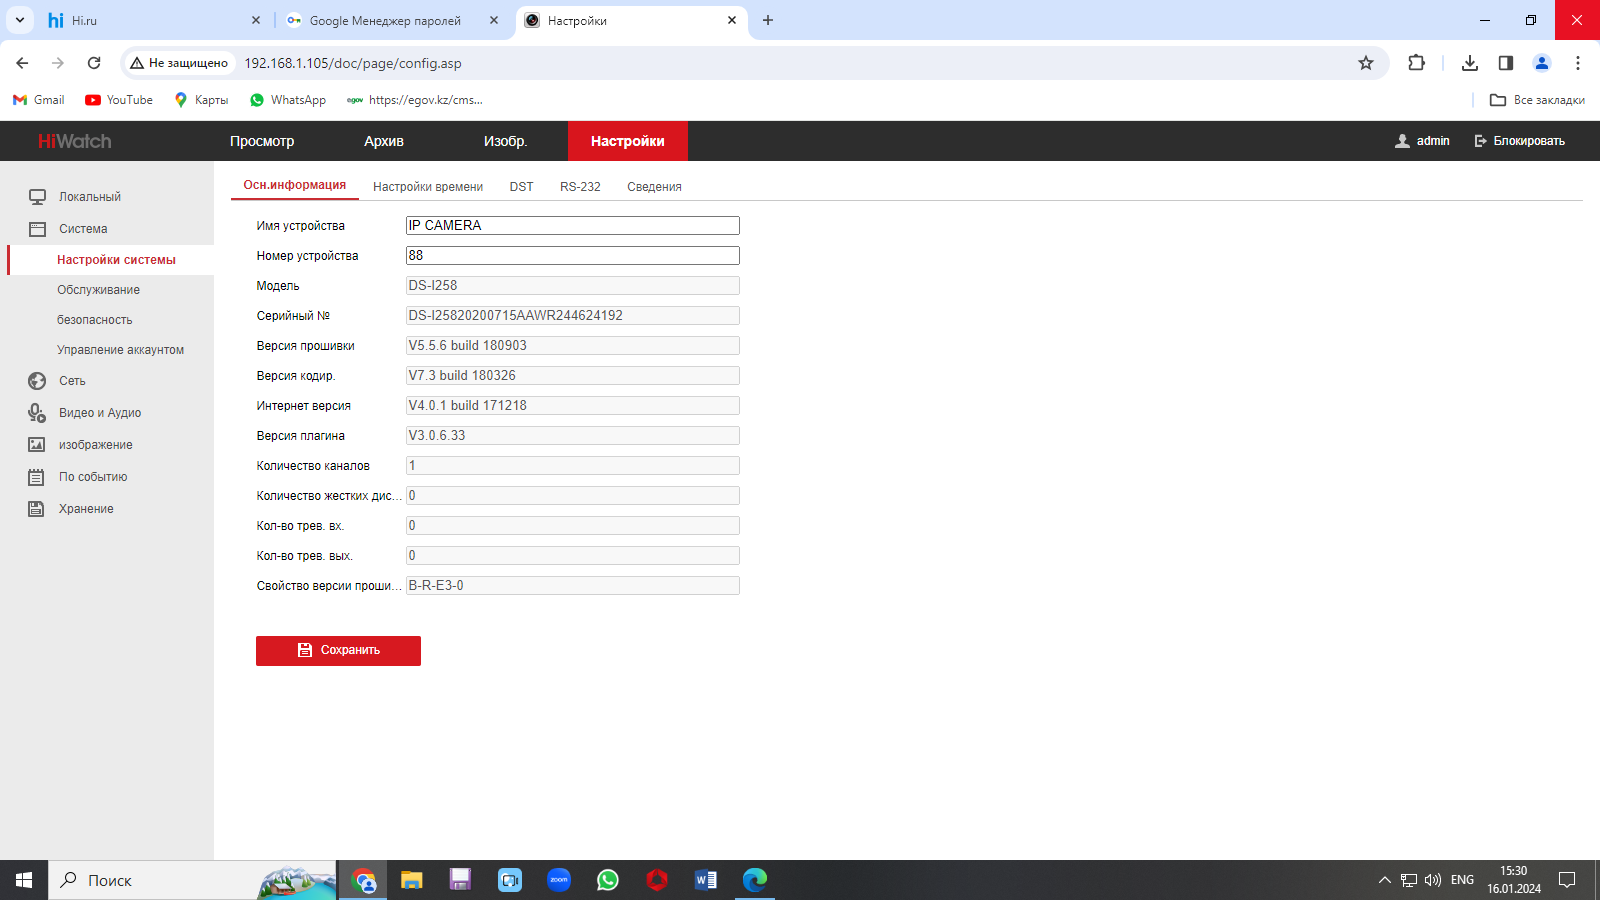 Hi.ru
Google Менеджер паролей
Настройки
Не защищено
192.168.1.105/doc/page/config.asp
Gmail
YouTube
Карты
WhatsApp
https://egov.kz/cms...
Все закладки
HiWatch
Просмотр
Архив
Изобр.
Настройки
admin
Блокировать
Локальный
Система
Настройки системы
Обслуживание
безопасность
Управление аккаунтом
Сеть
Видео и Аудио
изображение
По событию
Хранение
Осн.информация
Настройки времени
DST
RS-232
Сведения
Имя устройства IP CAMERA
Номер устройства 88
Модель DS-I258
Серийный № DS-I25820200715AAWR244624192
Версия прошивки V5.5.6 build 180903
Версия кодир. V7.3 build 180326
Интернет версия V4.0.1 build 171218
Версия плагина V3.0.6.33
Количество каналов 1
Количество жестких дис... 0
Кол-во трев. вх. 0
Кол-во трев. вых. 0
Свойство версии проши... B-R-E3-0
Сохранить
Поиск
zoom
ENG
15:30
16.01.2024